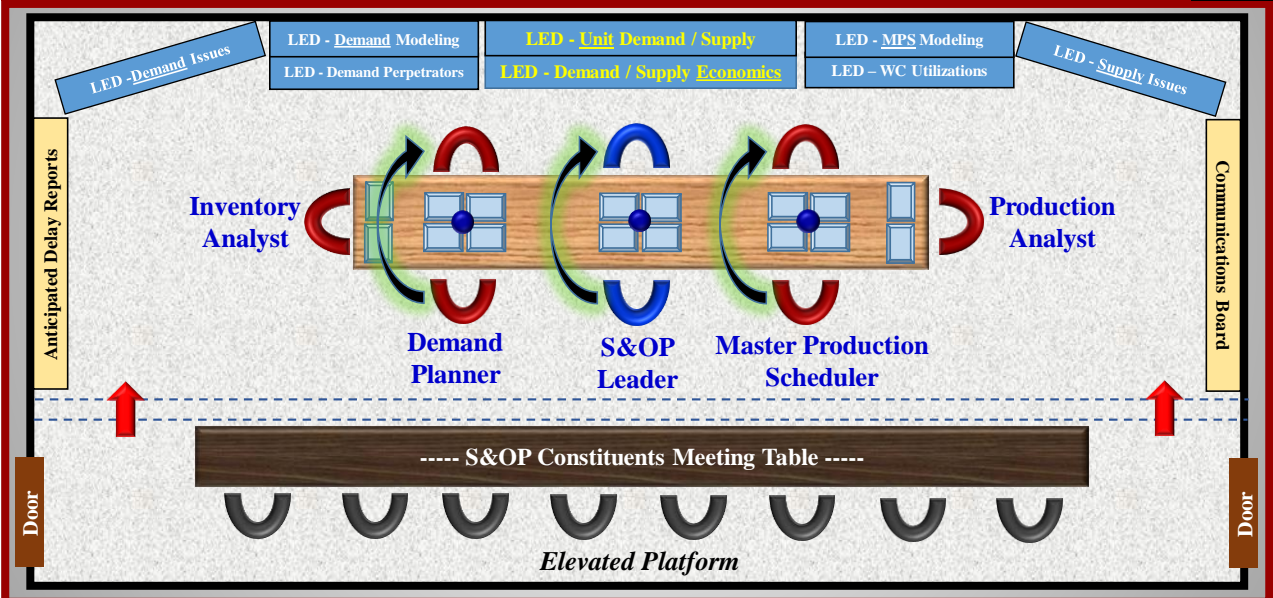 LED -Demand Issues
LED - Demand Modeling
LED - Demand Perpetrators
LED - Unit Demand / Supply
LED - Demand / Supply Economics
LED - MPS Modeling
LED – WC Utilizations
LED - Supply Issues
Anticipated Delay Reports
Communications Board
Inventory
Analyst
Production
Analyst
Demand
Planner
S&OP
Leader
Master Production
Scheduler
----- S&OP Constituents Meeting Table -----
Door
Door
Elevated Platform